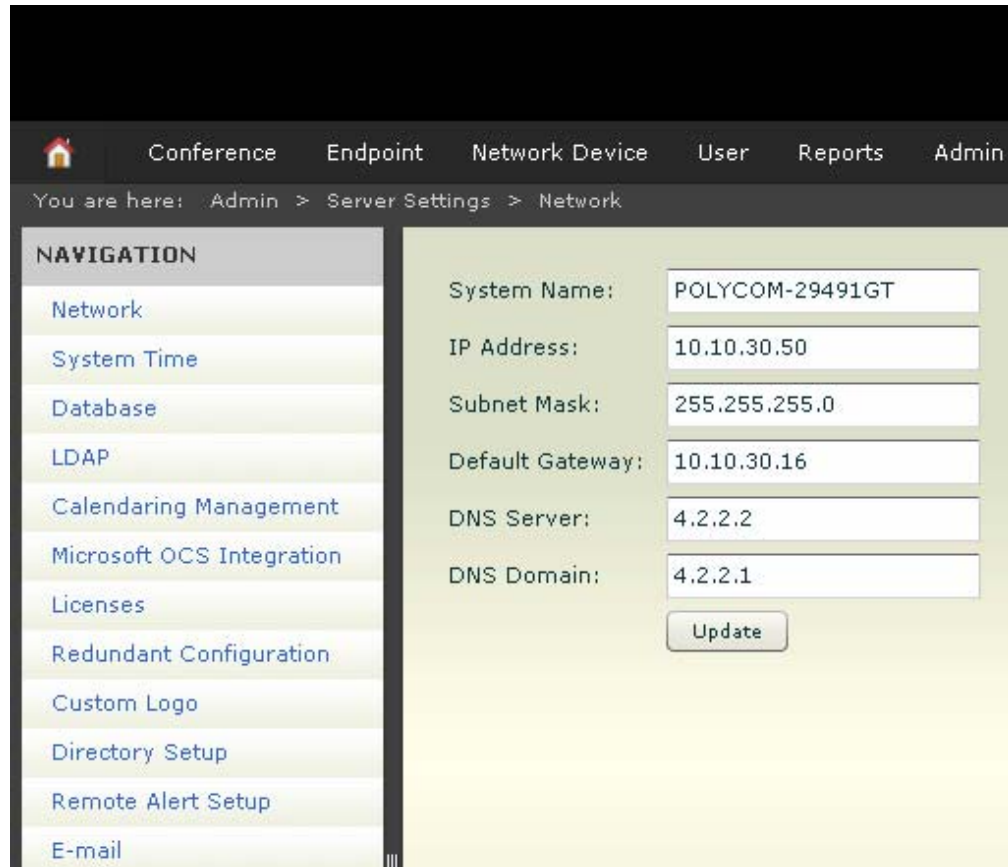 Conference Endpoint Network Device User Reports Admin
You are here: Admin > Server Settings > Network
NAVIGATION
Network
System Time
Database
LDAP
Calendaring Management
Microsoft OCS Integration
Licenses
Redundant Configuration
Custom Logo
Directory Setup
Remote Alert Setup
E-mail
System Name: POLYCOM-29491GT
IP Address: 10.10.30.50
Subnet Mask: 255.255.255.0
Default Gateway: 10.10.30.16
DNS Server: 4.2.2.2
DNS Domain: 4.2.2.1
Update